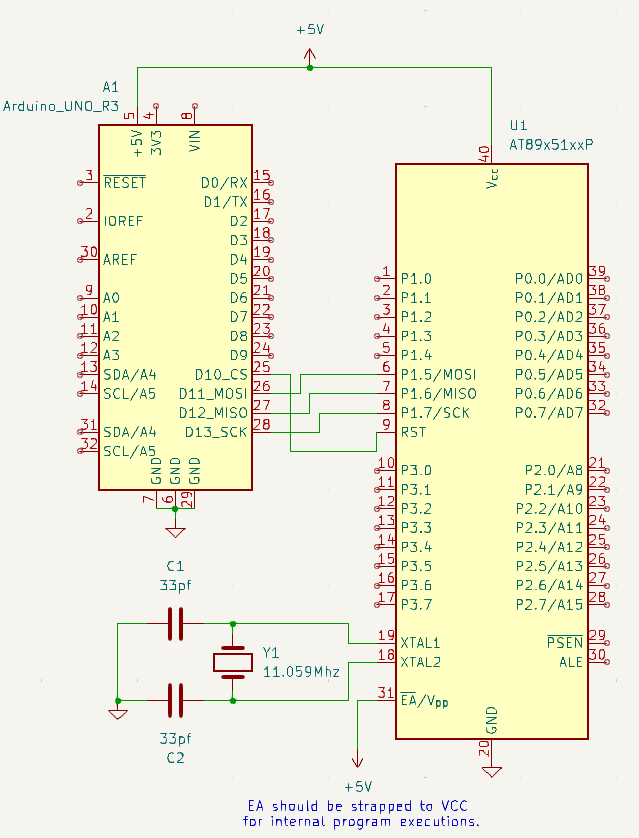 +5V
A1
Arduino_UNO_R3
5
4
8
+5V
3V3
VIN
3 RESET
2 IOREF
30 AREF
9 A0
10 A1
11 A2
12 A3
13 SDA/A4
14 SCL/A5
31 SDA/A4
32 SCL/A5
D0/RX 15
D1/TX 16
D2 17
D3 18
D4 19
D5 20
D6 21
D7 22
D8 23
D9 24
D10_CS 25
D11_MOSI 26
D12_MISO 27
D13_SCK 28
GND
GND
GND
7
6
29
U1
AT89x51xxP
40
Vcc
1 P1.0
2 P1.1
3 P1.2
4 P1.3
5 P1.4
6 P1.5/MOSI
7 P1.6/MISO
8 P1.7/SCK
9 RST
10 P3.0
11 P3.1
12 P3.2
13 P3.3
14 P3.4
15 P3.5
16 P3.6
17 P3.7
19 XTAL1
18 XTAL2
31 EA/Vpp
P0.0/AD0 39
P0.1/AD1 38
P0.2/AD2 37
P0.3/AD3 36
P0.4/AD4 35
P0.5/AD5 34
P0.6/AD6 33
P0.7/AD7 32
P2.0/A8 21
P2.1/A9 22
P2.2/A10 23
P2.3/A11 24
P2.4/A12 25
P2.5/A13 26
P2.6/A14 27
P2.7/A15 28
PSEN 29
ALE 30
GND
20
C1
33pf
Y1
11.059Mhz
33pf
C2
+5V
EA should be strapped to VCC
for internal program executions.